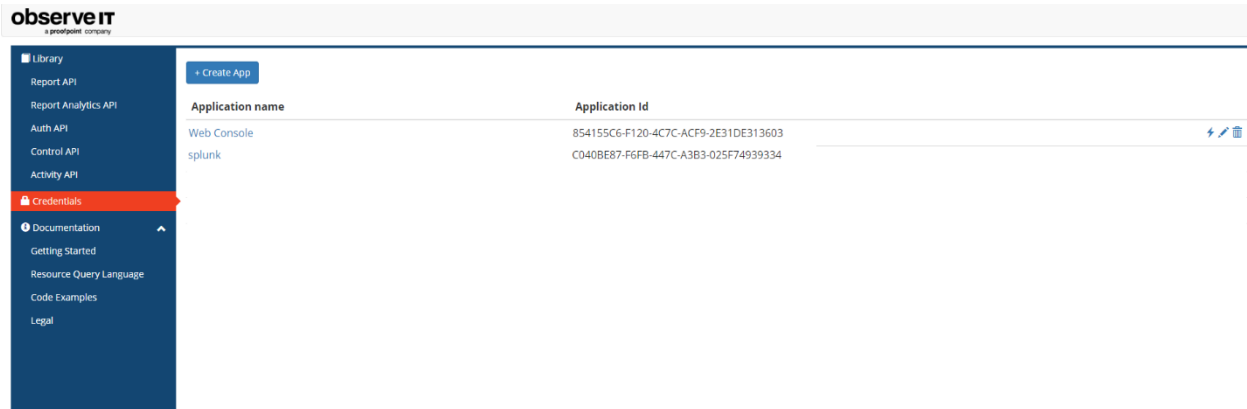 observeIT
a proofpoint company
Library
Report API
Report Analytics API
Auth API
Control API
Activity API
Credentials
Documentation
Getting Started
Resource Query Language
Code Examples
Legal
+ Create App
Application name Application Id
Web Console 854155C6-F120-4C7C-ACF9-2E31DE313603
splunk C040BE87-F6FB-447C-A3B3-025F74939334